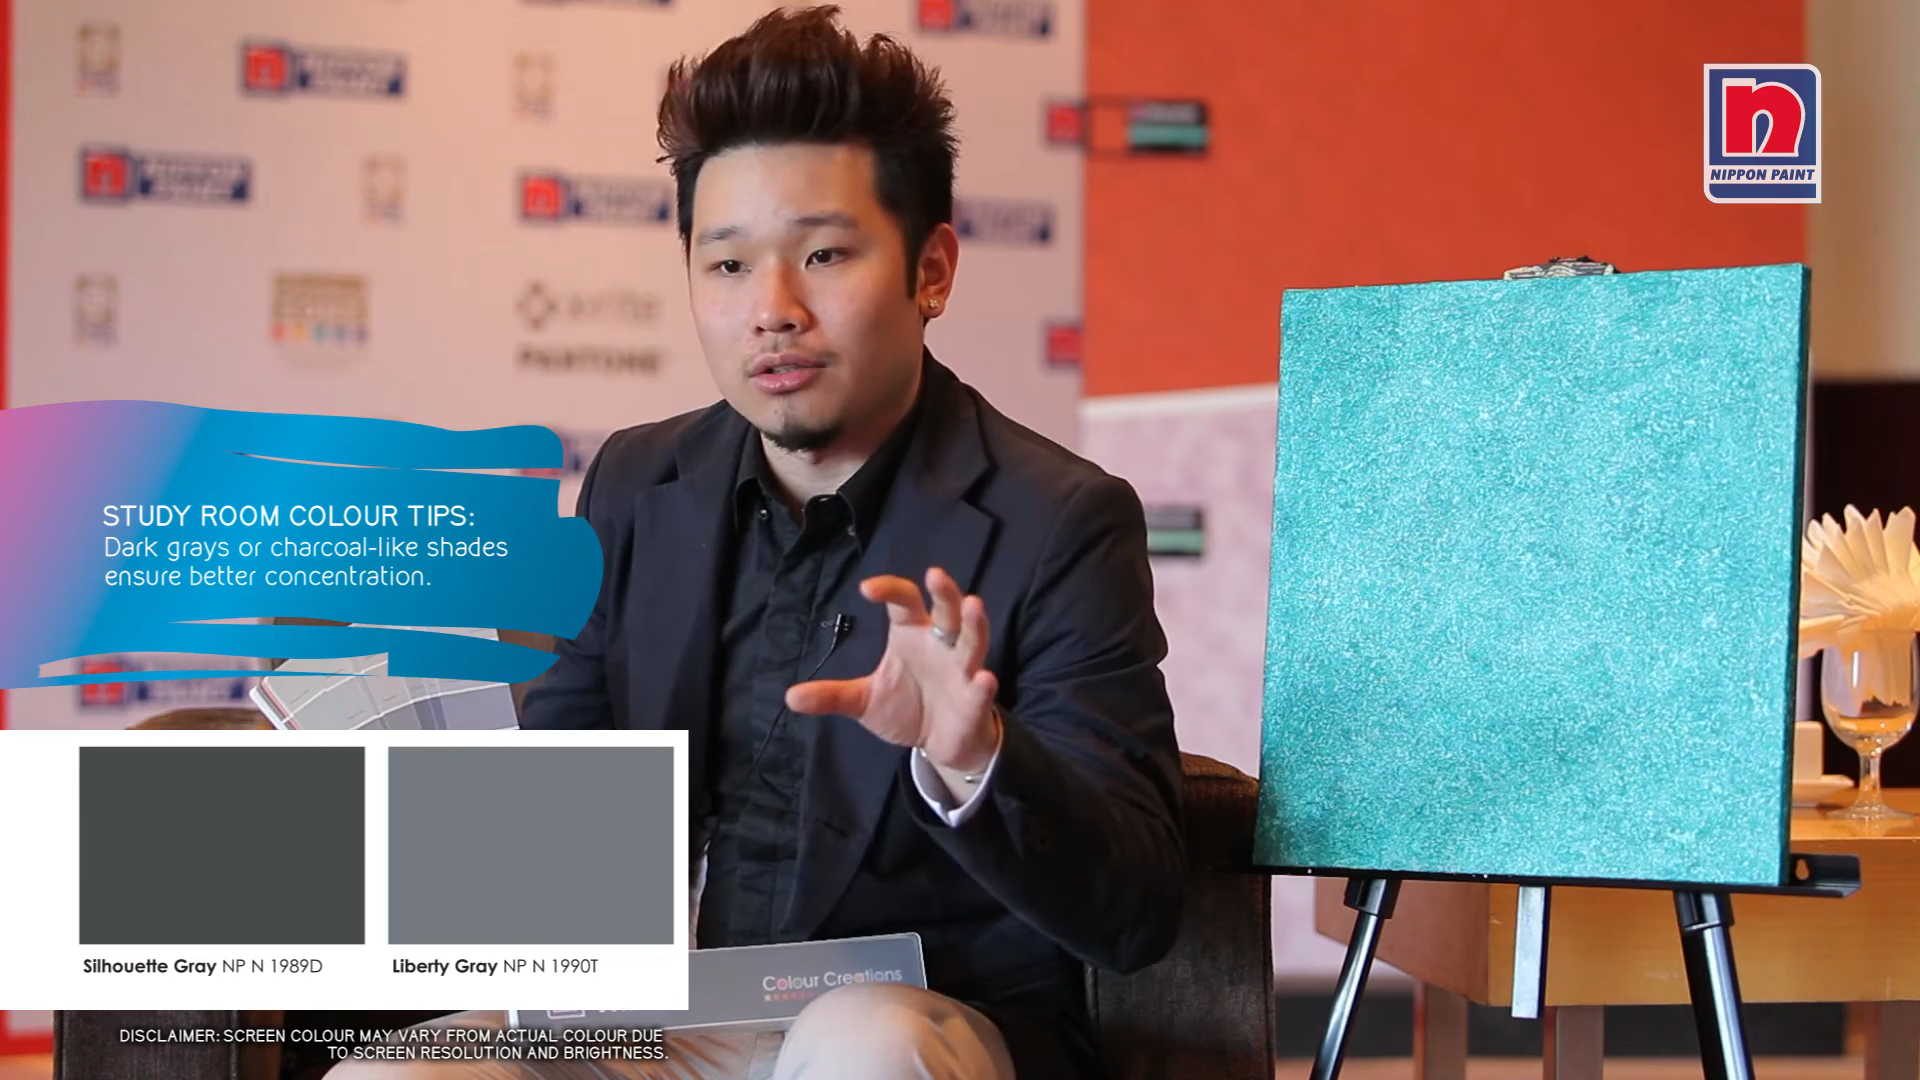 NIPPON PAINT
PANTONE
STUDY ROOM COLOUR TIPS:
Dark grays or charcoal-like shades
ensure better concentration.
Silhouette Gray NP N 1989D
Liberty Gray NP N 1990T
Colour Creations
DISCLAIMER: SCREEN COLOUR MAY VARY FROM ACTUAL COLOUR DUE
TO SCREEN RESOLUTION AND BRIGHTNESS.